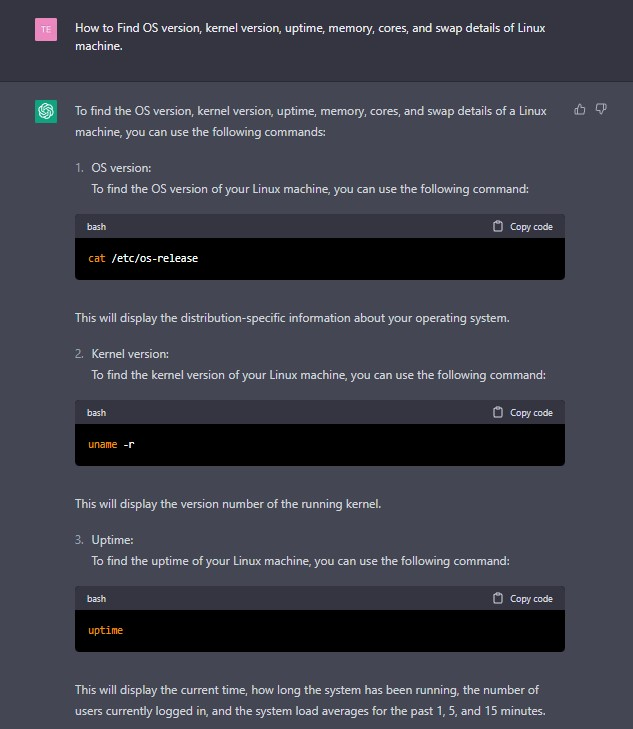 TE
How to Find OS version, kernel version, uptime, memory, cores, and swap details of Linux
machine.
To find the OS version, kernel version, uptime, memory, cores, and swap details of a Linux
machine, you can use the following commands:
1. OS version:
To find the OS version of your Linux machine, you can use the following command:
bash Copy code
cat /etc/os-release
This will display the distribution-specific information about your operating system.
2. Kernel version:
To find the kernel version of your Linux machine, you can use the following command:
bash Copy code
uname -r
This will display the version number of the running kernel.
3. Uptime:
To find the uptime of your Linux machine, you can use the following command:
bash Copy code
uptime
This will display the current time, how long the system has been running, the number of
users currently logged in, and the system load averages for the past 1, 5, and 15 minutes.